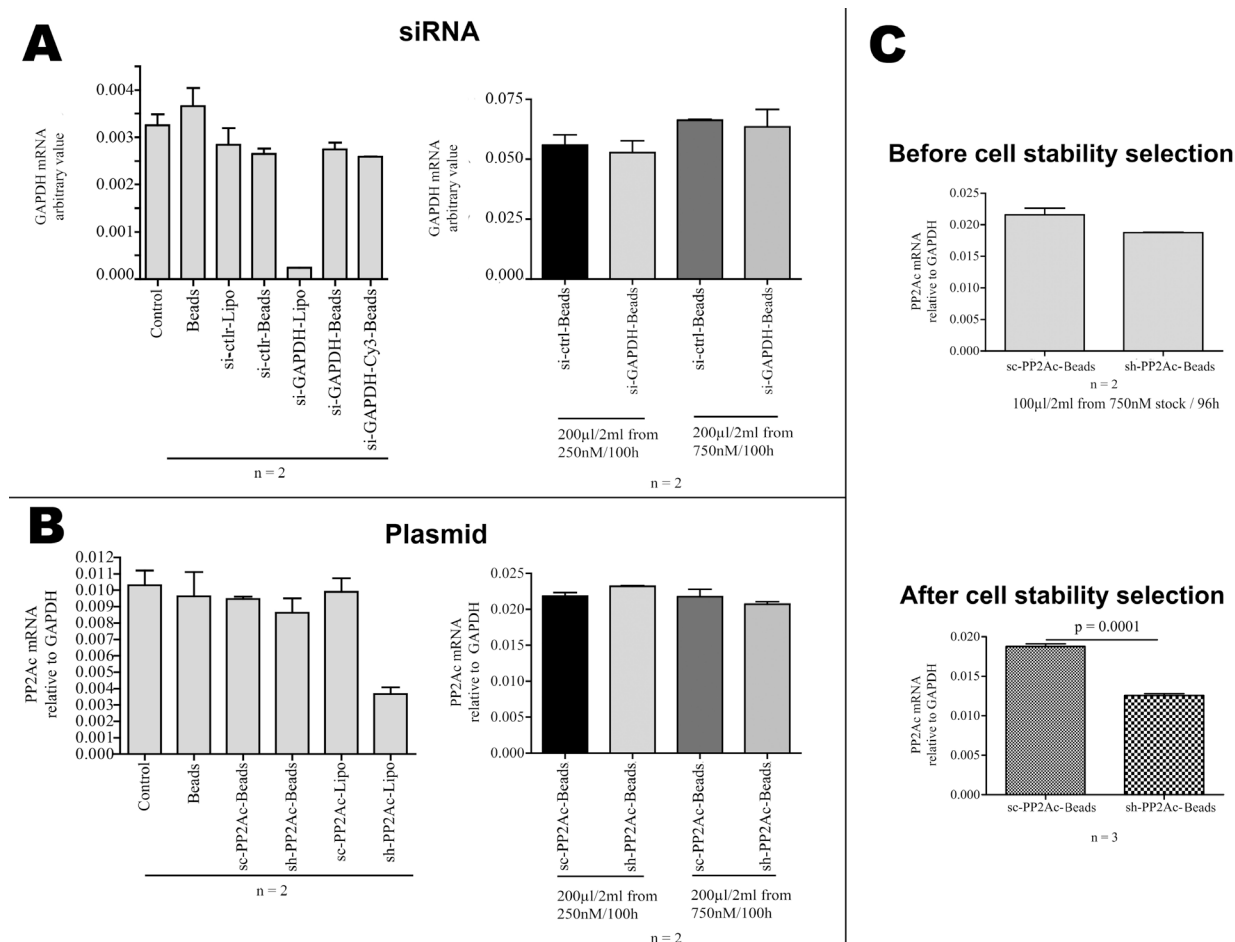 A
siRNA
GAPDH mRNA
arbitrary value
0.004
0.003
0.002
0.001
0.000
Control
Beads
si-ctlr-Lipo
si-ctlr-Beads
si-GAPDH-Lipo
si-GAPDH-Beads
si-GAPDH-Cy3-Beads
n = 2
GAPDH mRNA
arbitrary value
0.075
0.050
0.025
0.000
si-ctrl-Beads
si-GAPDH-Beads
si-ctrl-Beads
si-GAPDH-Beads
200µl/2ml from
250nM/100h
200µl/2ml from
750nM/100h
n = 2
B
Plasmid
PP2Ac mRNA
relative to GAPDH
0.012
0.011
0.010
0.009
0.008
0.007
0.006
0.005
0.004
0.003
0.002
0.001
0.000
Control
Beads
sc-PP2Ac-Beads
sh-PP2Ac-Beads
sc-PP2Ac-Lipo
sh-PP2Ac-Lipo
n = 2
PP2Ac mRNA
relative to GAPDH
0.025
0.020
0.015
0.010
0.005
0.000
sc-PP2Ac-Beads
sh-PP2Ac-Beads
sc-PP2Ac-Beads
sh-PP2Ac-Beads
200µl/2ml from
250nM/100h
200µl/2ml from
750nM/100h
n = 2
C
Before cell stability selection
PP2Ac mRNA
relative to GAPDH
0.025
0.020
0.015
0.010
0.005
0.000
sc-PP2Ac-Beads
sh-PP2Ac-Beads
n = 2
100µl/2ml from 750nM stock / 96h
After cell stability selection
p = 0.0001
PP2Ac mRNA
relative to GAPDH
0.020
0.015
0.010
0.005
0.000
sc-PP2Ac-Beads
sh-PP2Ac-Beads
n = 3